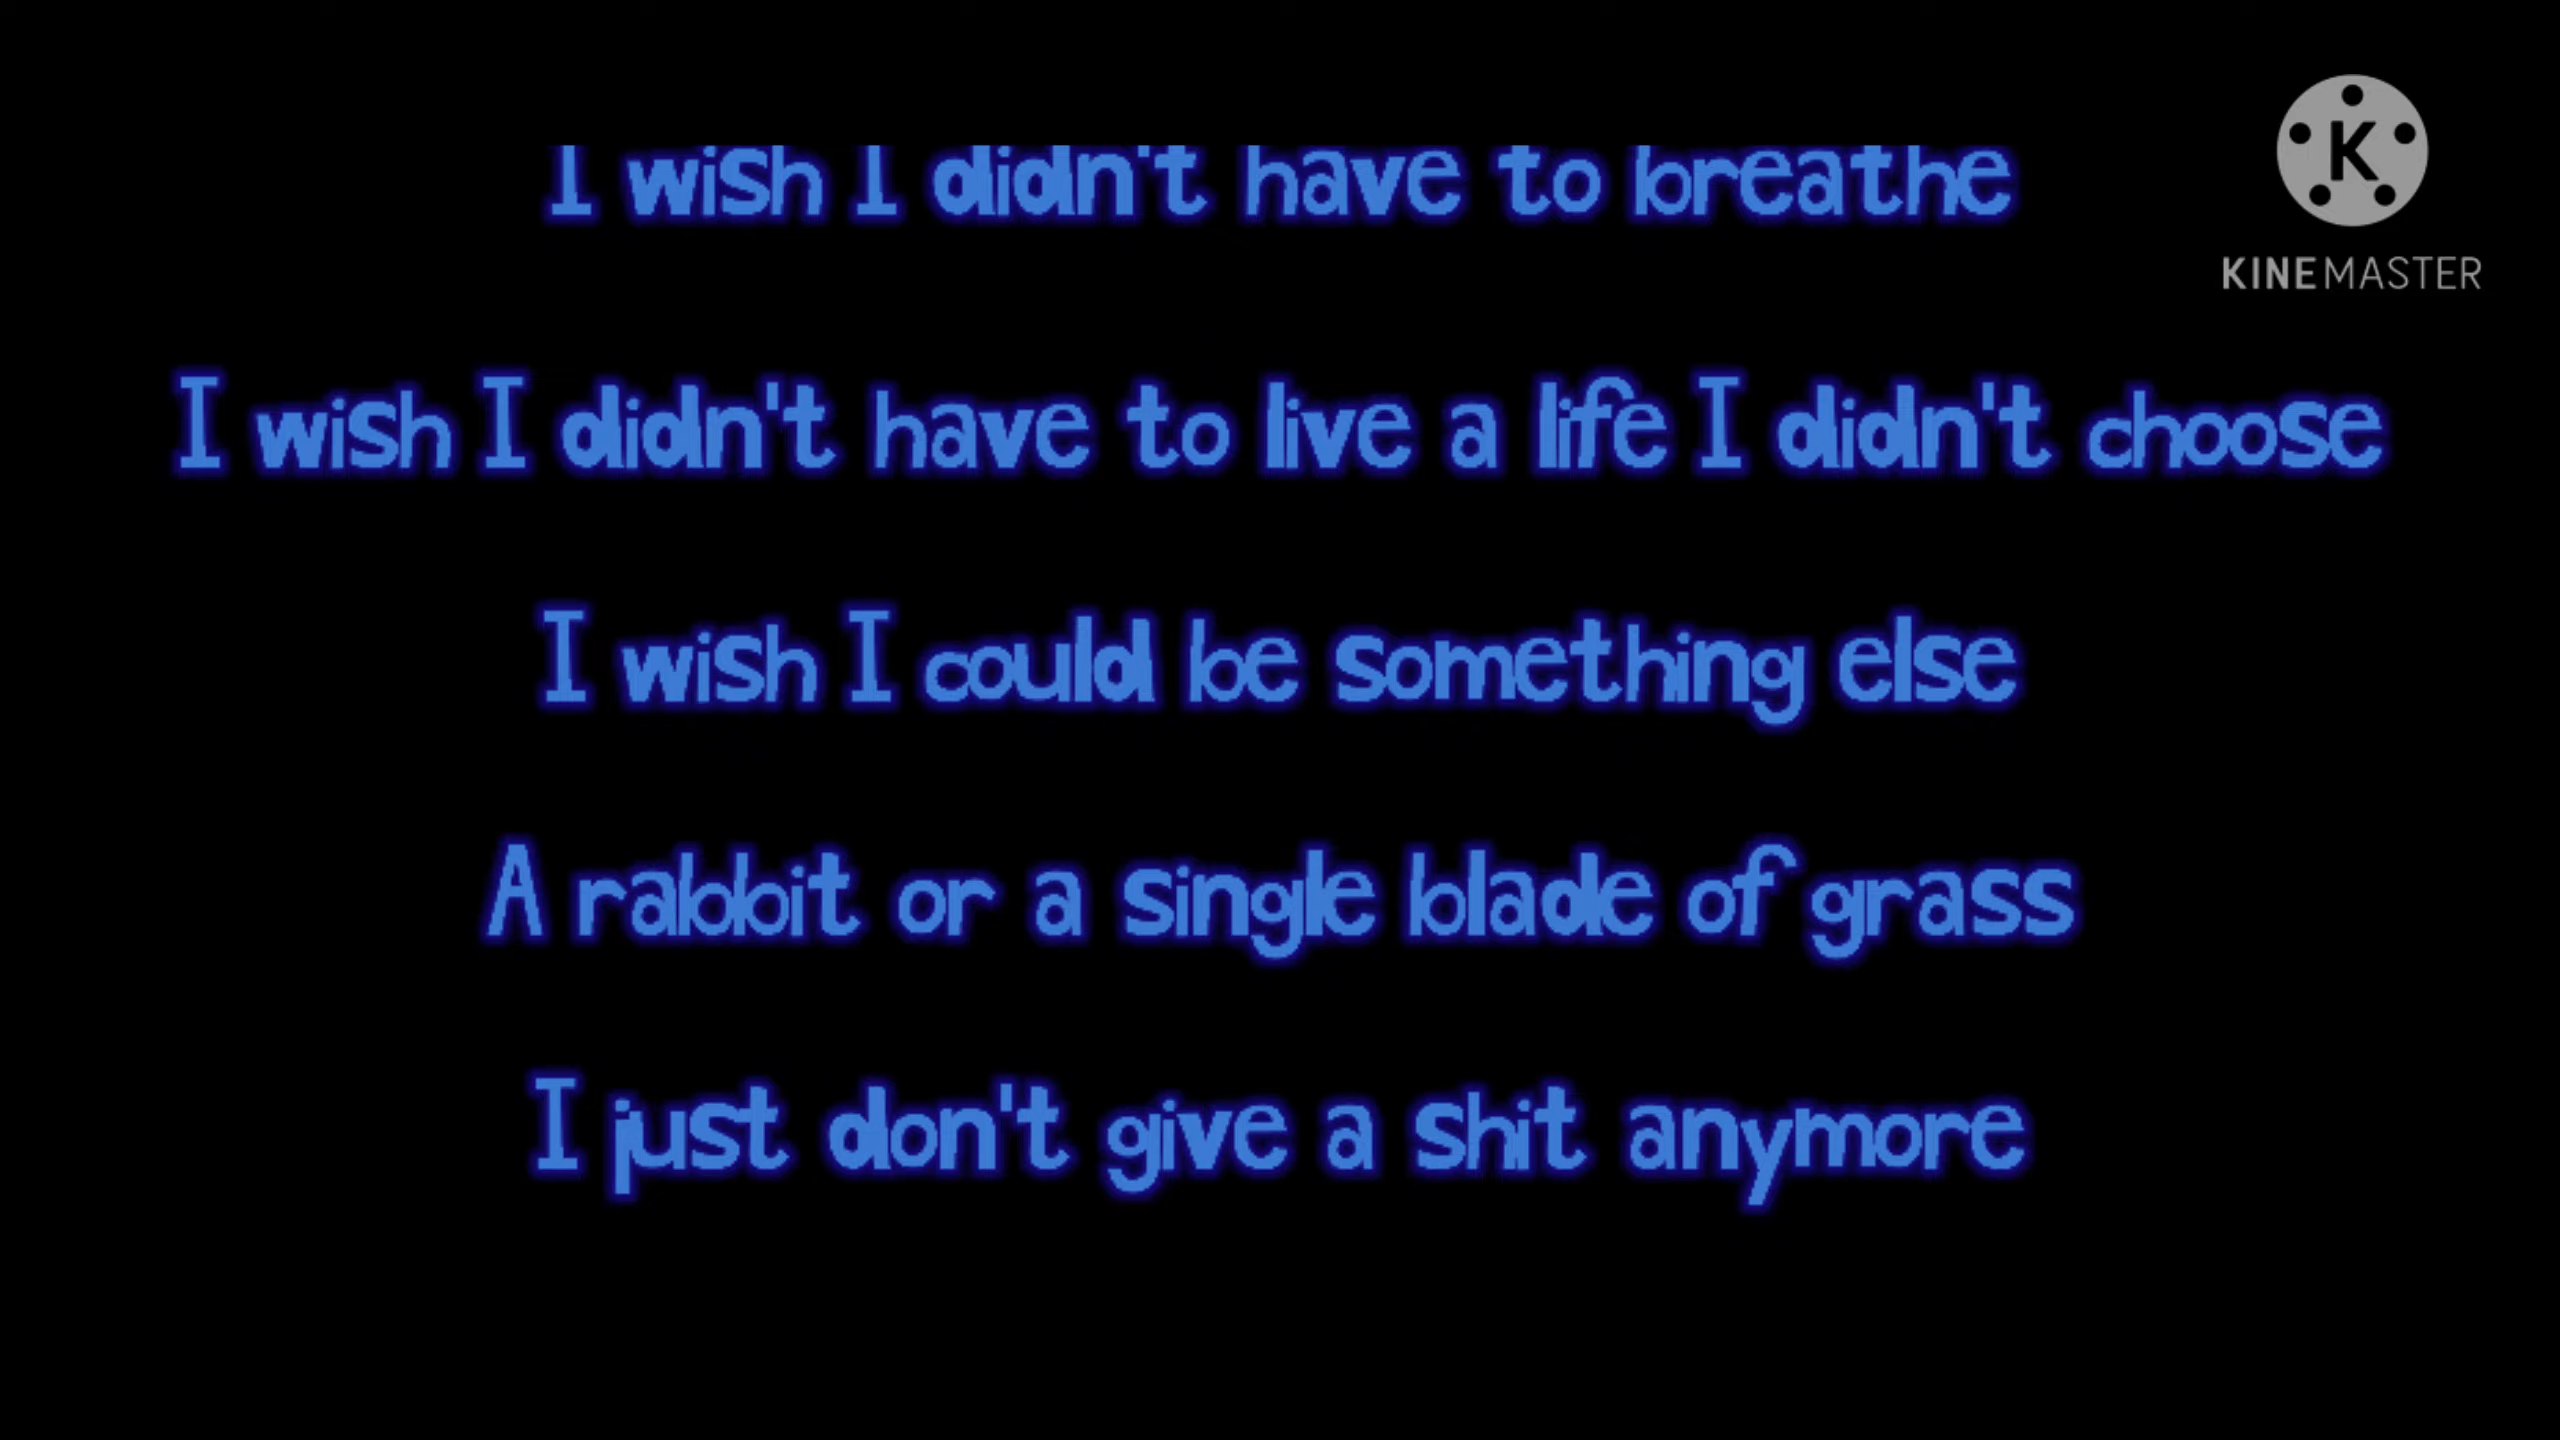 I wish I didn't have to breathe
KINEMASTER
I wish I didn't have to live a life I didn't choose
I wish I could be something else
A rabbit or a single blade of grass
I just don't give a shit anymore